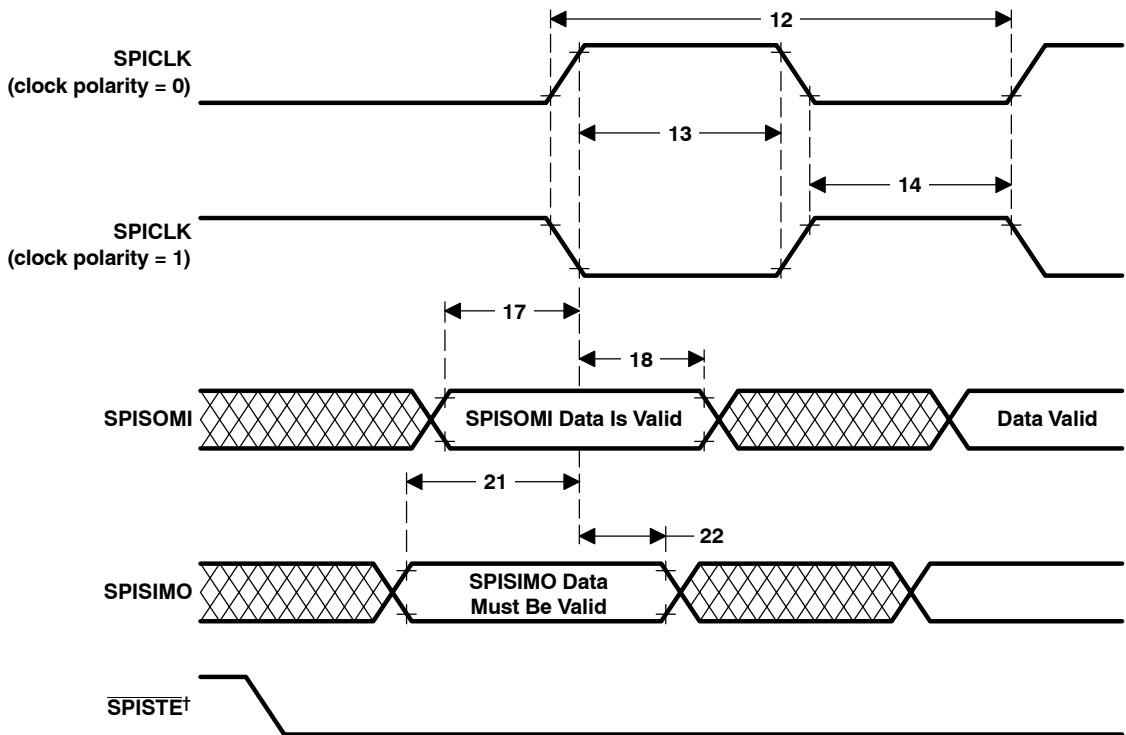 12
SPICLK
(clock polarity = 0)
13
14
SPICLK
(clock polarity = 1)
17
18
SPISOMI
SPISOMI Data Is Valid
Data Valid
21
22
SPISIMO
SPISIMO Data
Must Be Valid
SPISTE†